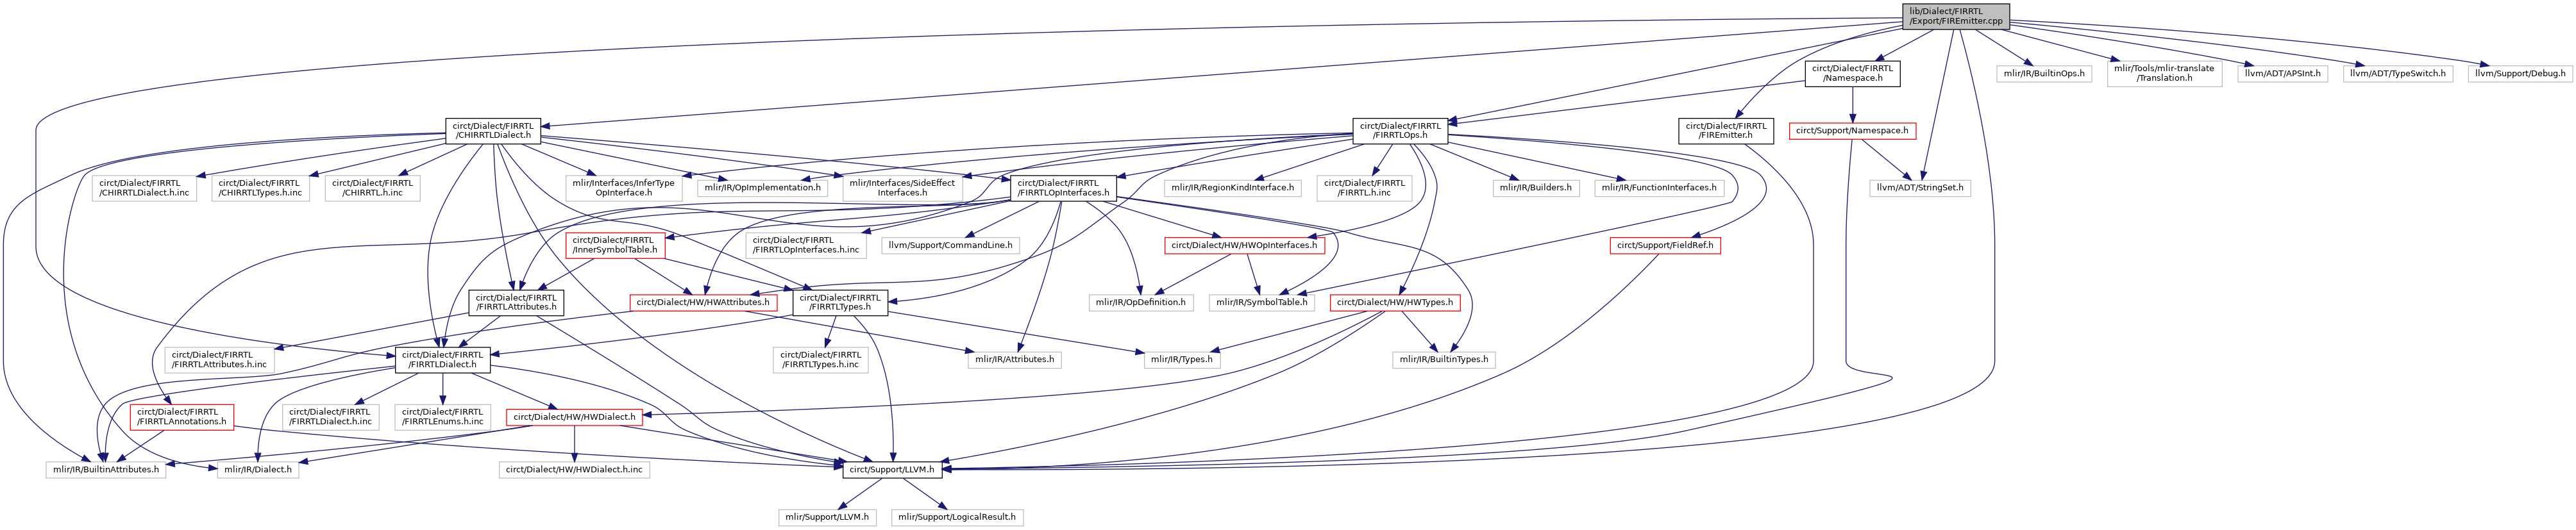 lib/Dialect/FIRRTL
/Export/FIREmitter.cpp
circt/Dialect/FIRRTL
/Namespace.h
mlir/IR/BuiltinOps.h
mlir/Tools/mlir-translate
/Translation.h
llvm/ADT/APSInt.h
llvm/ADT/TypeSwitch.h
llvm/Support/Debug.h
circt/Dialect/FIRRTL
/CHIRRTLDialect.h
circt/Dialect/FIRRTL
/FIRRTLOps.h
circt/Dialect/FIRRTL
/FIREmitter.h
circt/Support/Namespace.h
circt/Dialect/FIRRTL
/CHIRRTLDialect.h.inc
circt/Dialect/FIRRTL
/CHIRRTLTypes.h.inc
circt/Dialect/FIRRTL
/CHIRRTL.h.inc
mlir/Interfaces/InferType
OpInterface.h
mlir/IR/OpImplementation.h
mlir/Interfaces/SideEffect
Interfaces.h
circt/Dialect/FIRRTL
/FIRRTLOpInterfaces.h
mlir/IR/RegionKindInterface.h
circt/Dialect/FIRRTL
/FIRRTL.h.inc
mlir/IR/Builders.h
mlir/IR/FunctionInterfaces.h
llvm/ADT/StringSet.h
circt/Dialect/FIRRTL
/InnerSymbolTable.h
circt/Dialect/FIRRTL
/FIRRTLOpInterfaces.h.inc
llvm/Support/CommandLine.h
circt/Dialect/HW/HWOpInterfaces.h
circt/Support/FieldRef.h
circt/Dialect/FIRRTL
/FIRRTLAttributes.h
circt/Dialect/HW/HWAttributes.h
circt/Dialect/FIRRTL
/FIRRTLTypes.h
mlir/IR/OpDefinition.h
mlir/IR/SymbolTable.h
circt/Dialect/HW/HWTypes.h
circt/Dialect/FIRRTL
/FIRRTLAttributes.h.inc
circt/Dialect/FIRRTL
/FIRRTLDialect.h
circt/Dialect/FIRRTL
/FIRRTLTypes.h.inc
mlir/IR/Attributes.h
mlir/IR/Types.h
mlir/IR/BuiltinTypes.h
circt/Dialect/FIRRTL
/FIRRTLAnnotations.h
circt/Dialect/FIRRTL
/FIRRTLDialect.h.inc
circt/Dialect/FIRRTL
/FIRRTLEnums.h.inc
circt/Dialect/HW/HWDialect.h
mlir/IR/BuiltinAttributes.h
mlir/IR/Dialect.h
circt/Dialect/HW/HWDialect.h.inc
circt/Support/LLVM.h
mlir/Support/LLVM.h
mlir/Support/LogicalResult.h